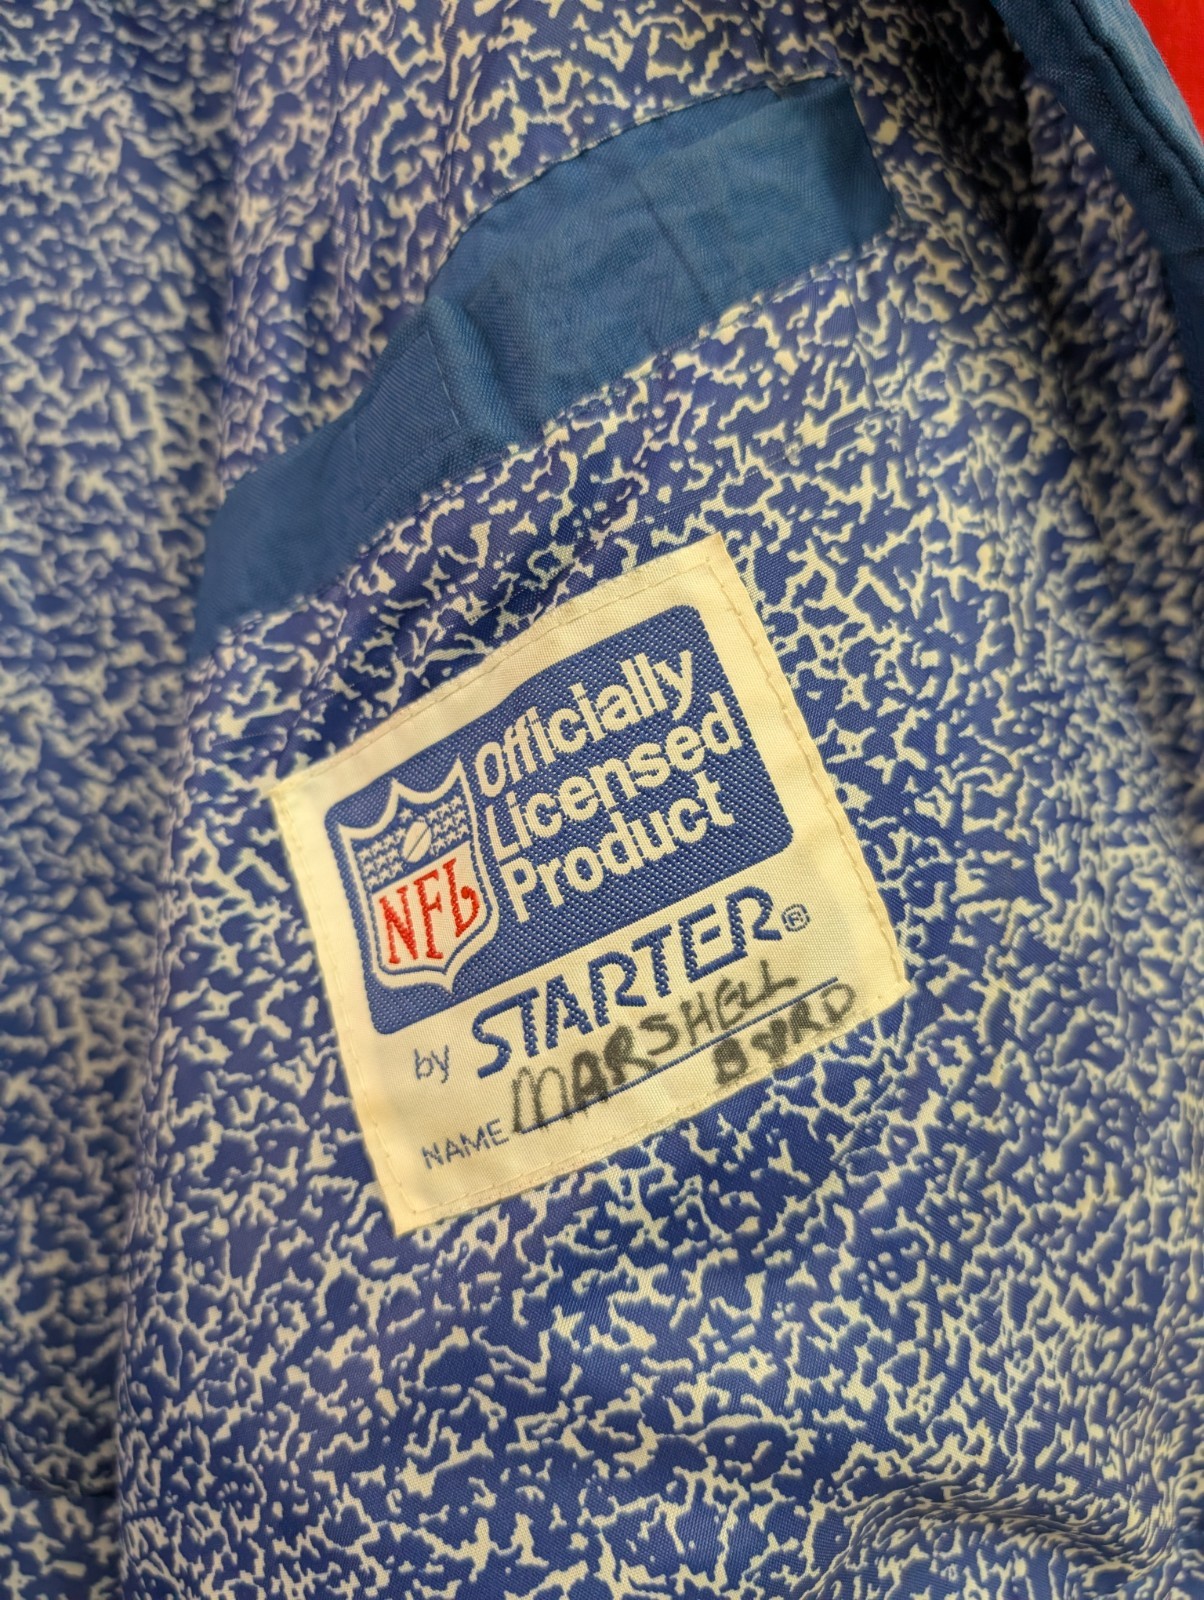 Officially
Licensed
Product
NFL
by STARTER®
NAME MARSHELL
BYRD